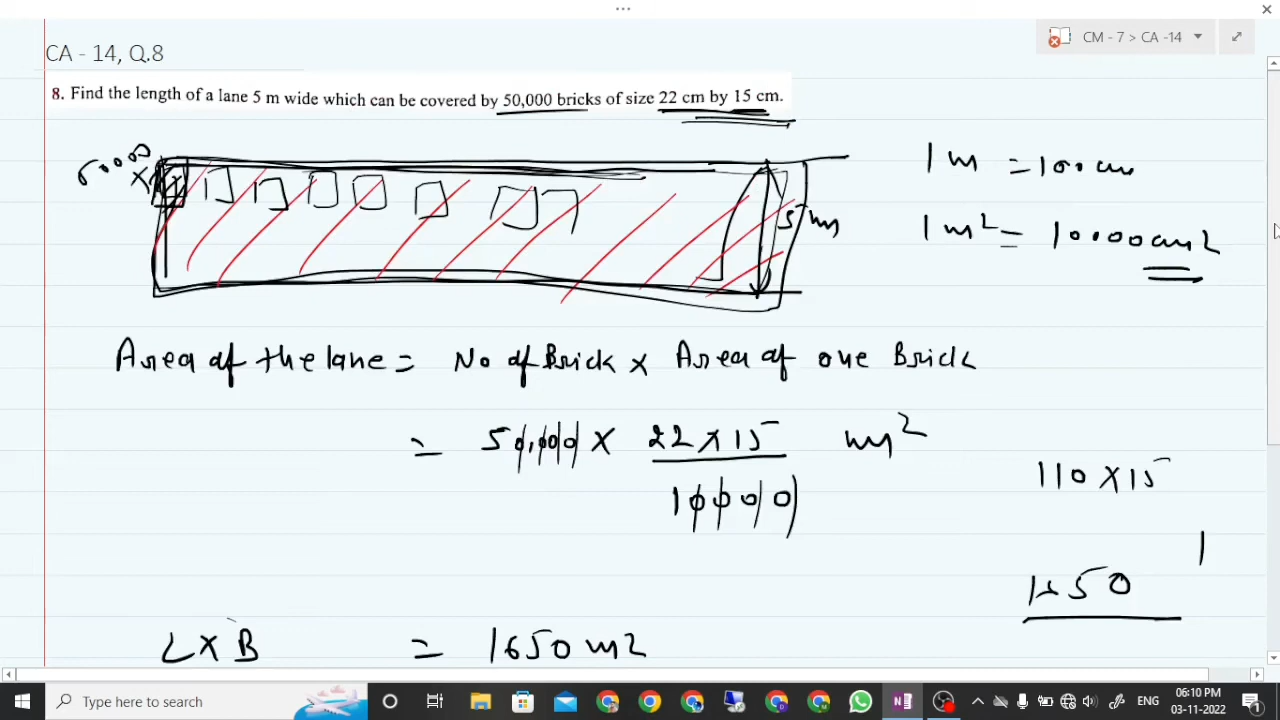 CM - 7 > CA -14
CA - 14, Q.8
8. Find the length of a lane 5 m wide which can be covered by 50,000 bricks of size 22 cm by 15 cm.
1 m = 100 cm
5 m
1 m2 = 10000 cm2
Area of the lane = No of Brick x Area of one Brick
= 50,000 x 22 x 15 m2
10000
110 x 15
1
1650
L x B = 1650 m2
Type here to search
ENG
06:10 PM
03-11-2022
1